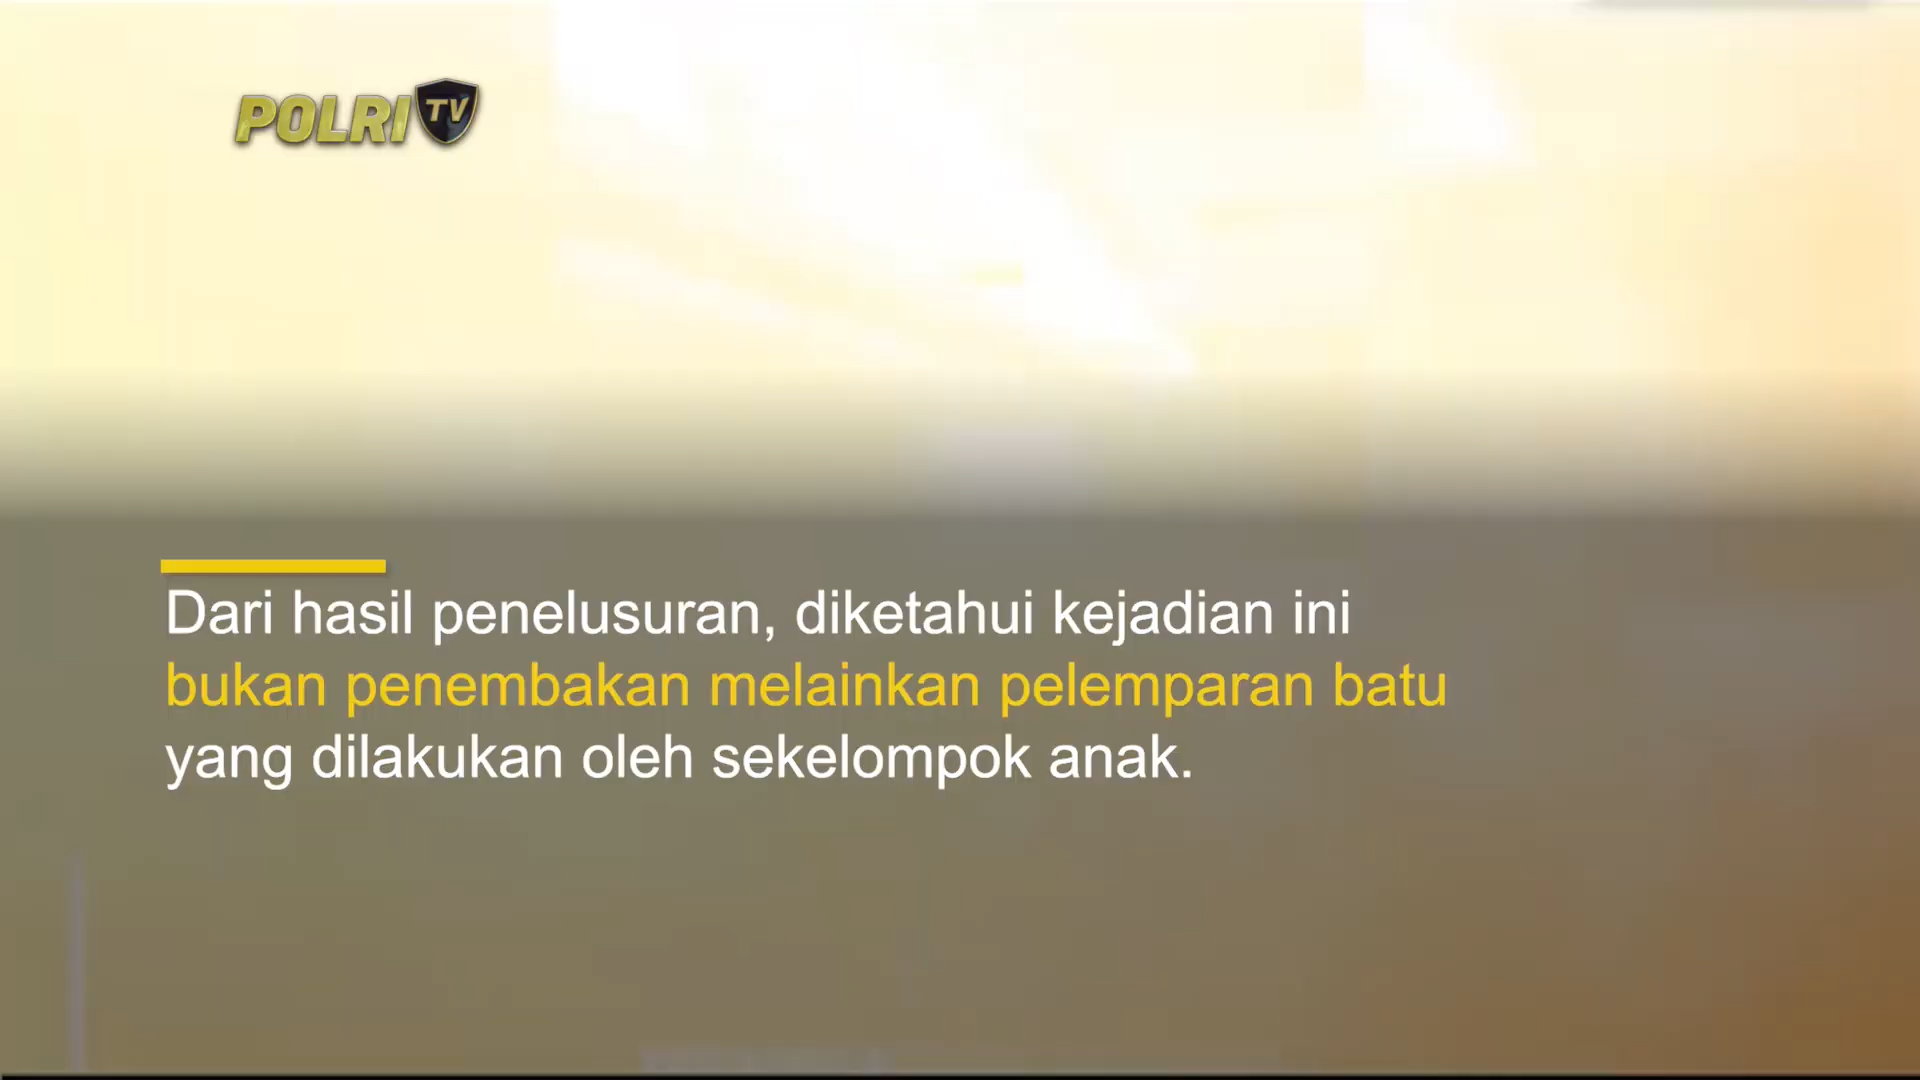 POLRI TV
Dari hasil penelusuran, diketahui kejadian ini
bukan penembakan melainkan pelemparan batu
yang dilakukan oleh sekelompok anak.